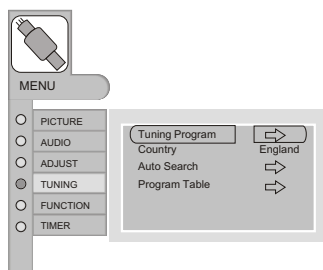 MENU
PICTURE
AUDIO
ADJUST
TUNING
FUNCTION
TIMER
Tuning Program
Country England
Auto Search
Program Table